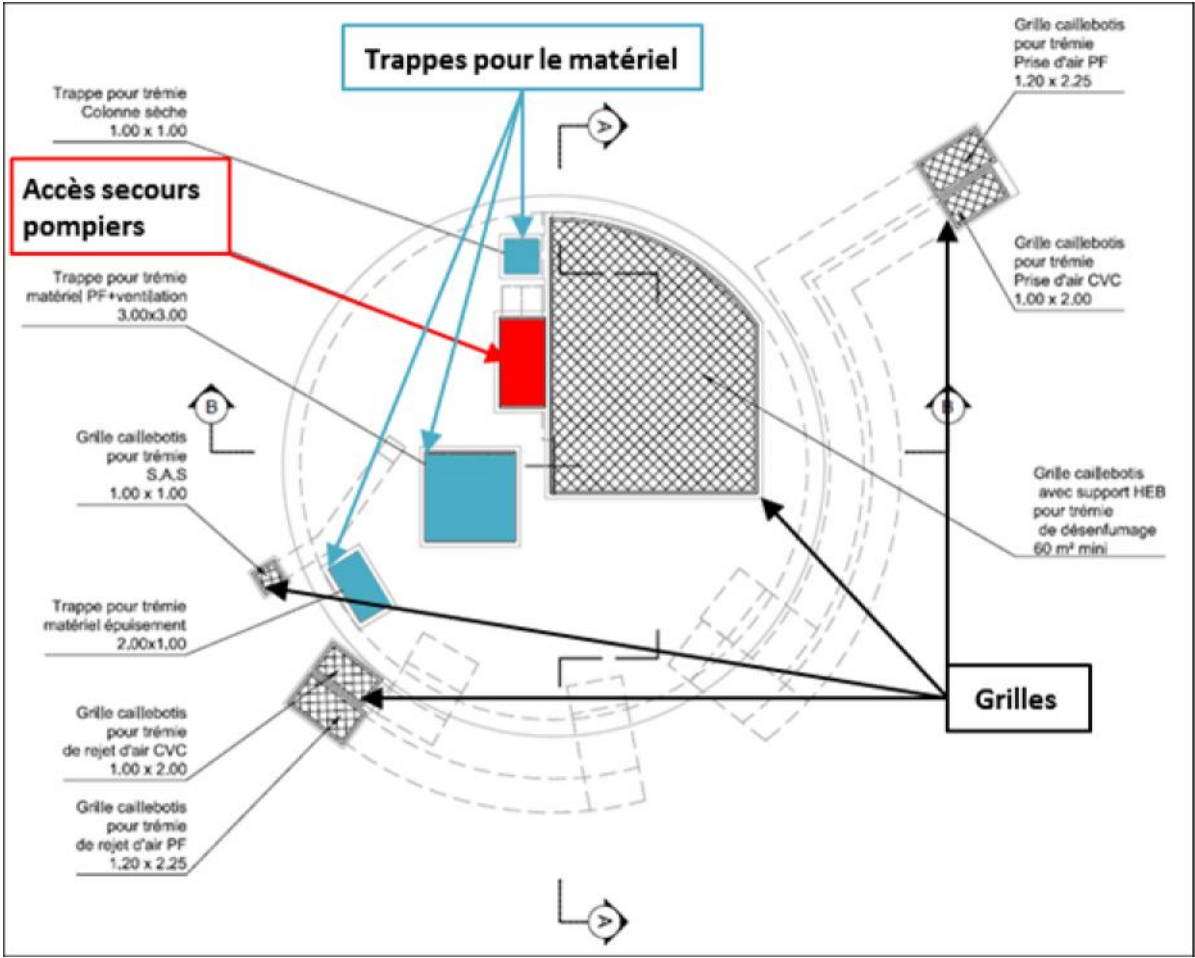 Trappes pour le matériel
Grille caillebotis
pour trémie
Prise d'air PF
1.20 x 2.25
Trappe pour trémie
Colonne sèche
1.00 x 1.00
A
Accès secours
pompiers
Grille caillebotis
pour trémie
Prise d'air CVC
1.00 x 2.00
Trappe pour trémie
matériel PF+ventilation
3.00x3.00
B
B
Grille caillebotis
pour trémie
S.A.S
1.00 x 1.00
Grille caillebotis
avec support HEB
pour trémie
de désenfumage
60 m² mini
Trappe pour trémie
matériel épuisement
2.00x1.00
Grilles
Grille caillebotis
pour trémie
de rejet d'air CVC
1.00 x 2.00
Grille caillebotis
pour trémie
de rejet d'air PF
1.20 x 2.25
A